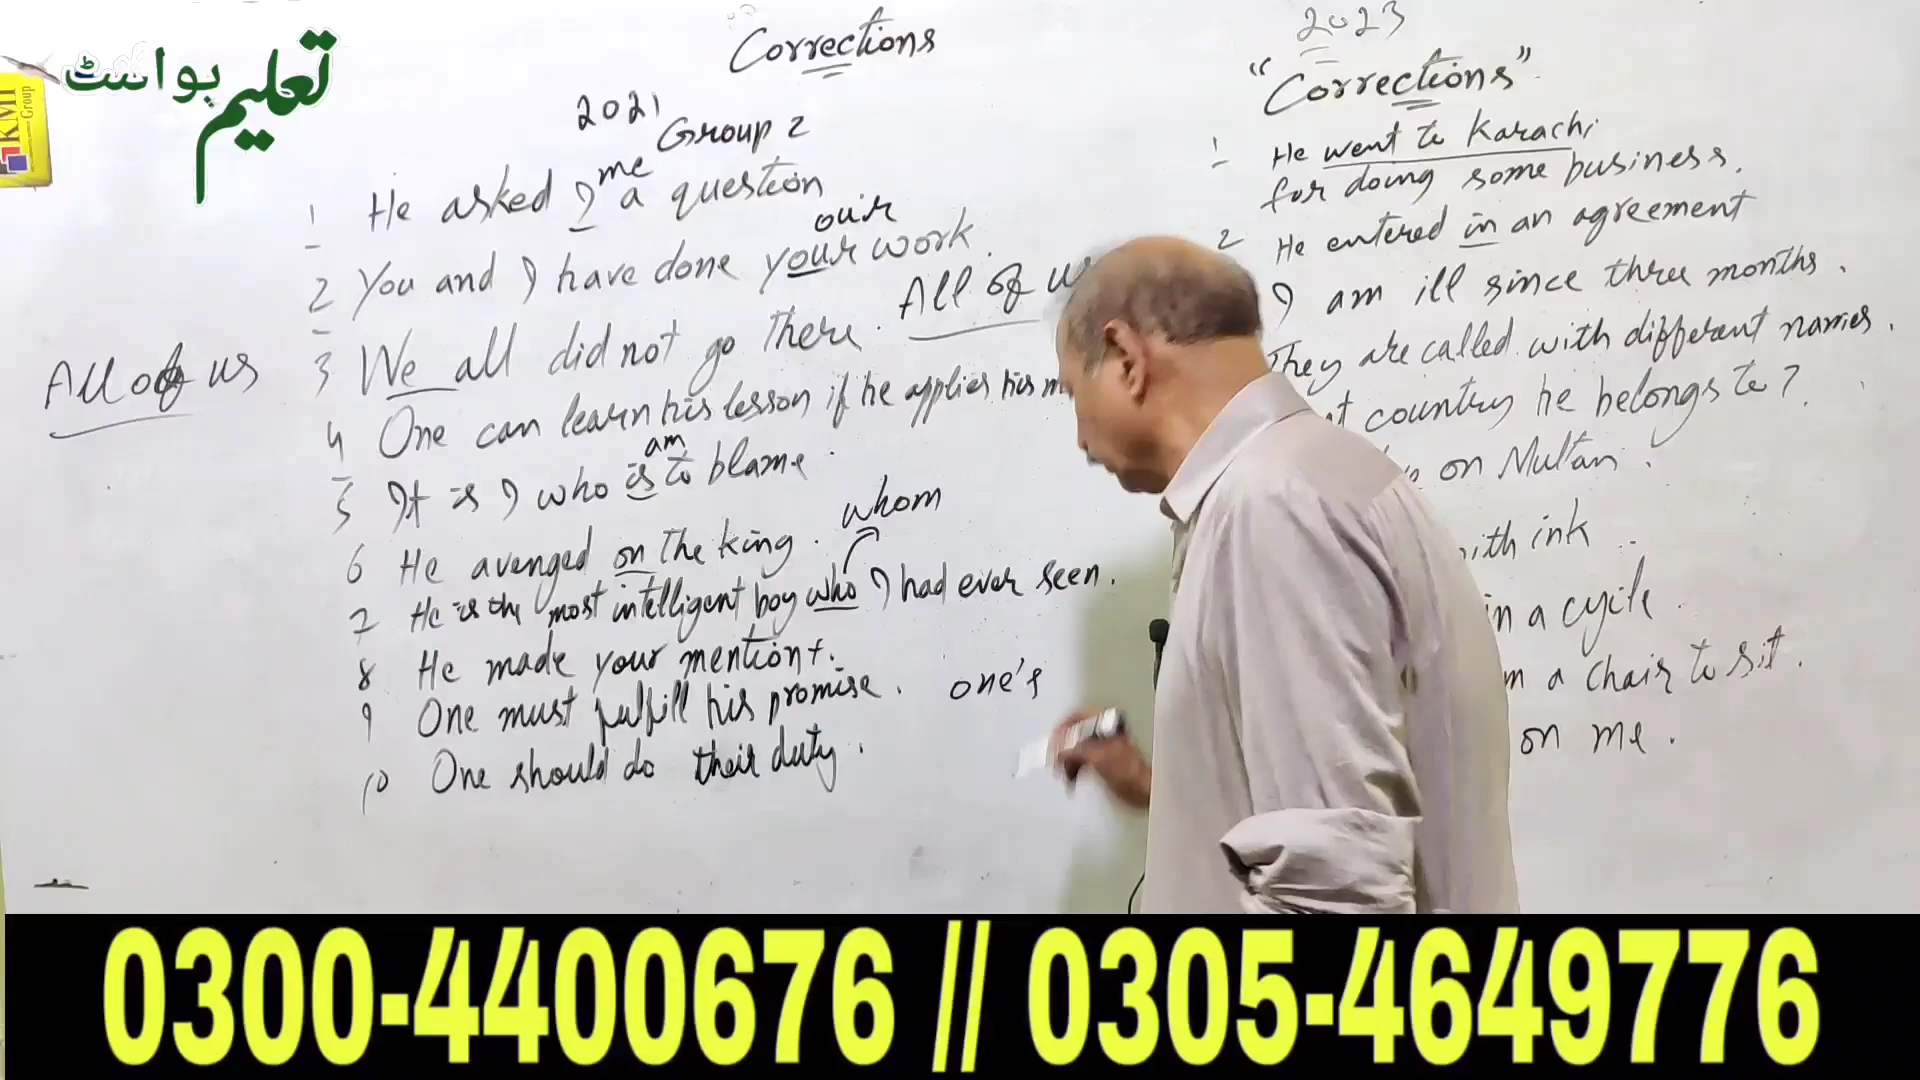 تعلیم پوائنٹ
KMI Group
Corrections
2021
Group 2
1 He asked I a question
me
2 You and I have done your work.
our
3 We all did not go there. All of us
All of us
4 One can learn his lesson if he applies his
5 It is I who is to blame.
am
6 He avenged on the king.
whom
7 He is the most intelligent boy who I had ever seen.
8 He made your mention.
9 One must fulfill his promise. one's
10 One should do their duty.
2023
"Corrections"
1 He went to Karachi
for doing some business.
2 He entered in an agreement
I am ill since three months.
They are called with different names.
country he belongs to?
on Multan.
with ink
in a cycle.
a chair to sit.
on me.
0300-4400676 // 0305-4649776